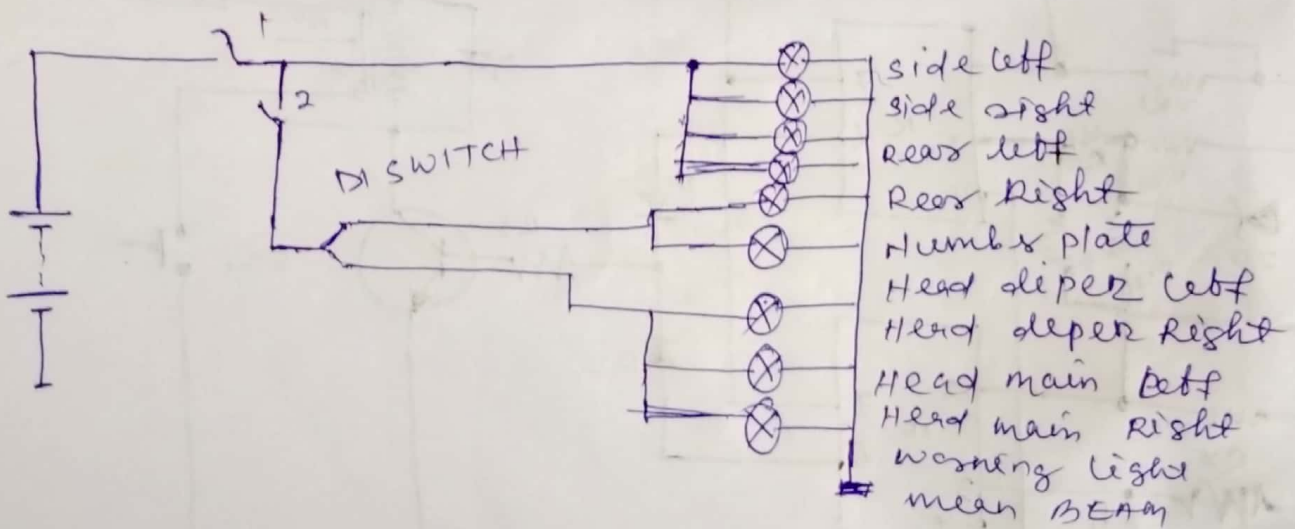 1
2
DI SWITCH
side left
side right
Rear left
Rear Right
Number plate
Head diper left
Head deper Right
Head main Left
Head main Right
warning light
mean BEAM